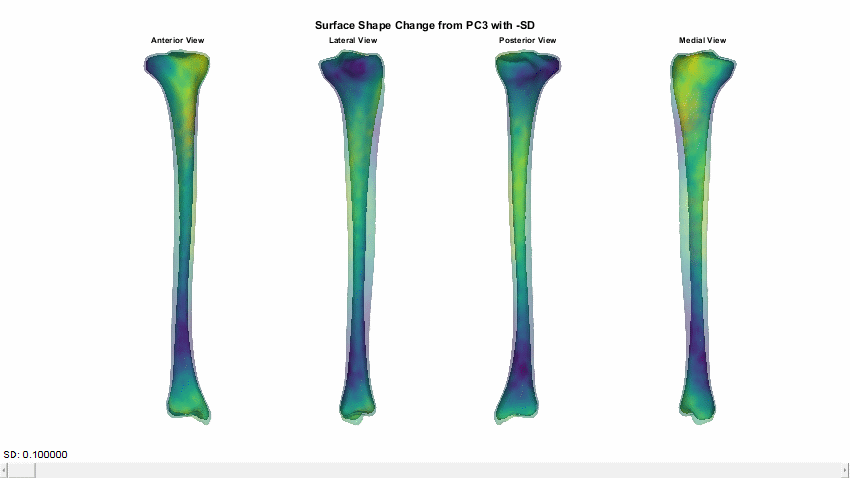 Surface Shape Change from PC3 with -SD
Anterior View
Lateral View
Posterior View
Medial View
SD: 0.100000